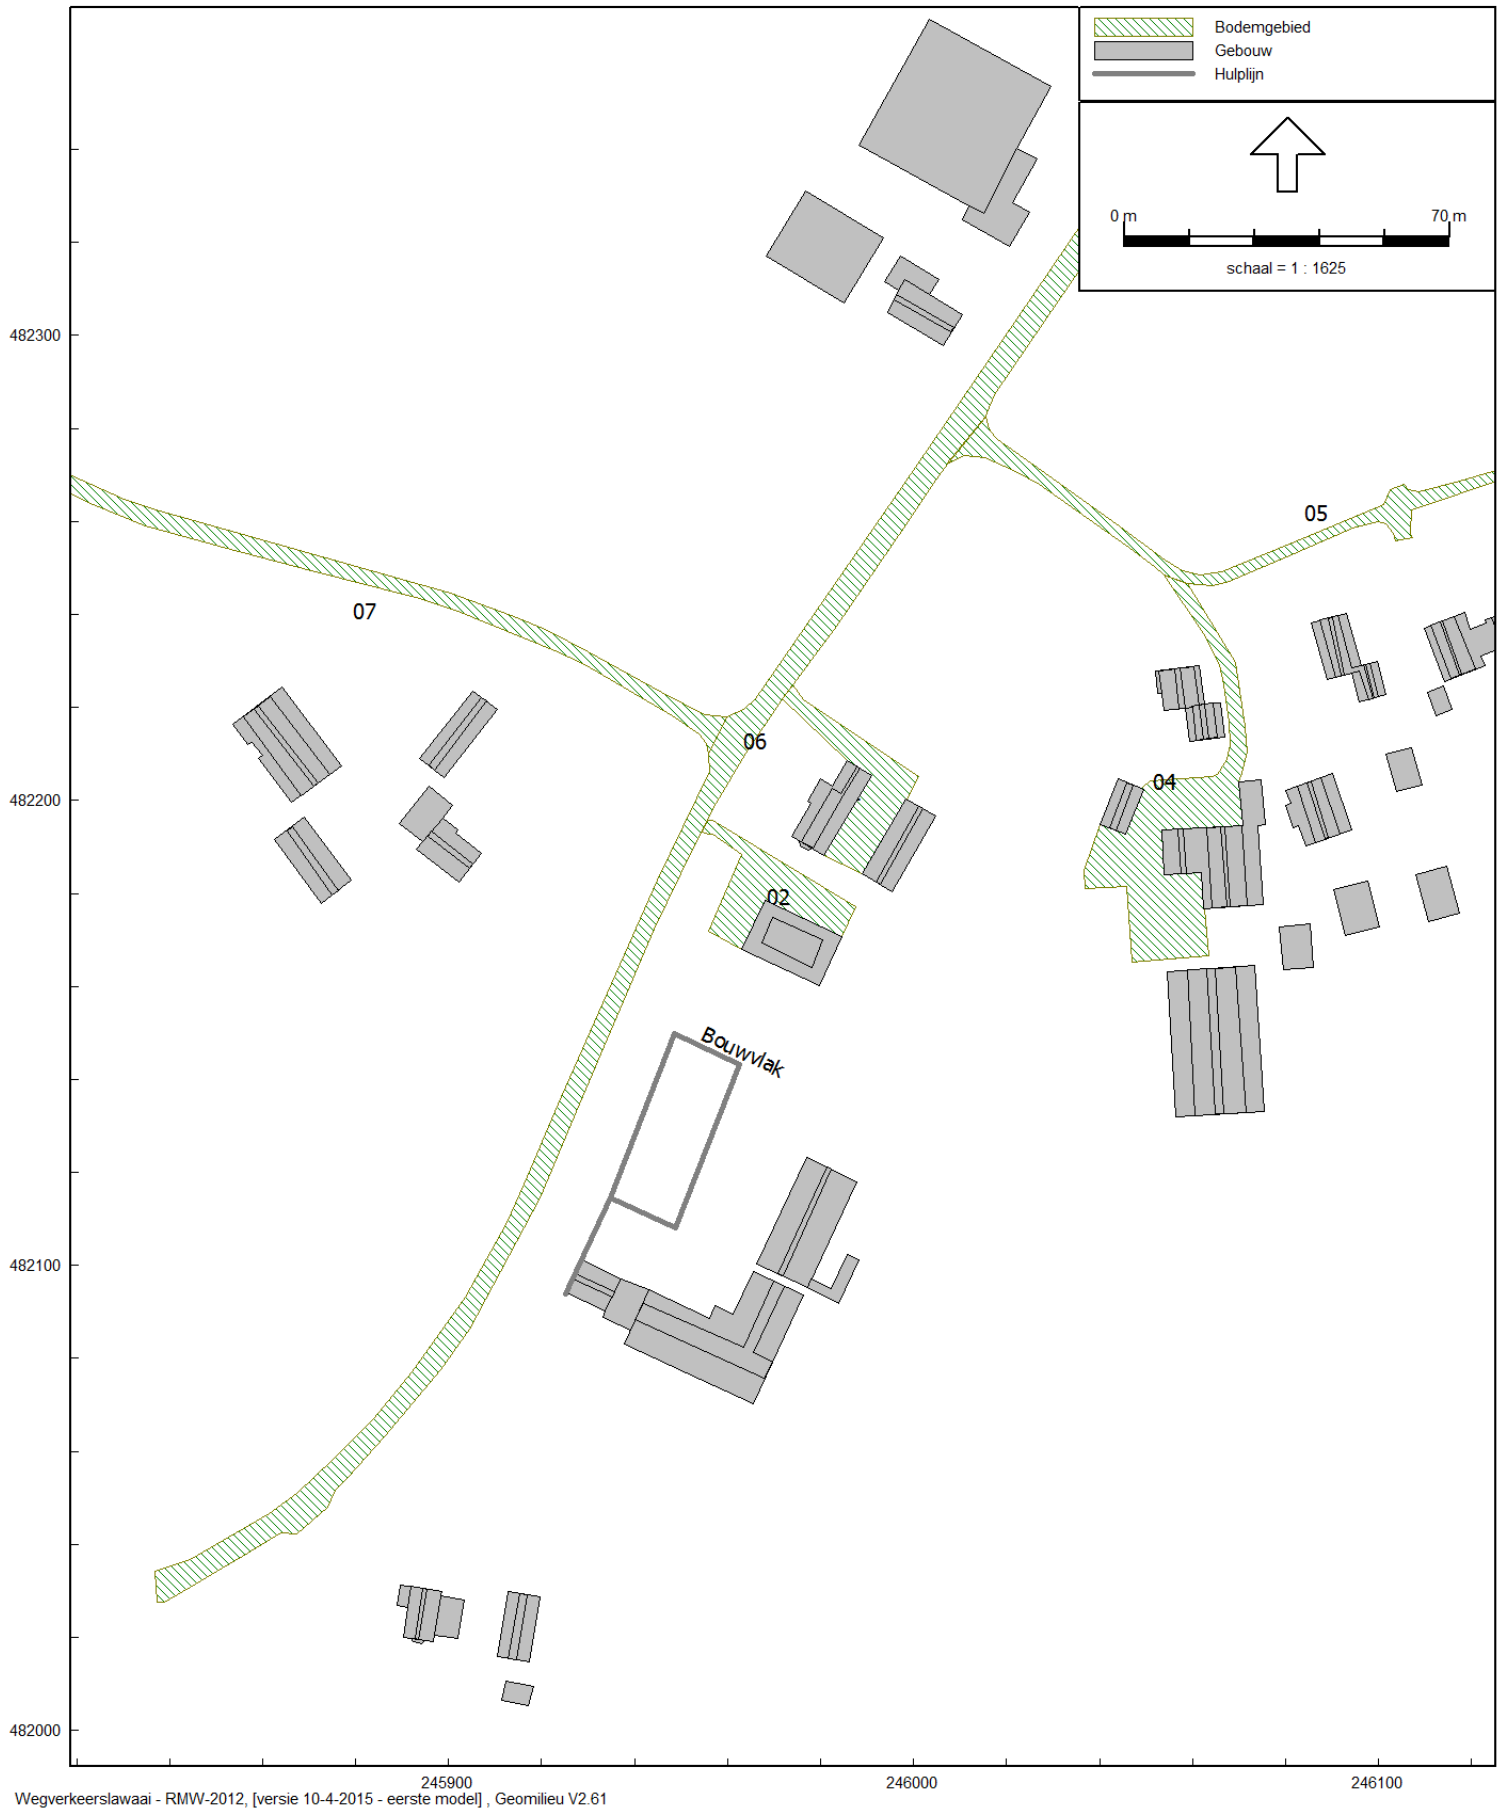 Bodemgebied
Gebouw
Hulplijn
0 m 70 m
schaal = 1 : 1625
482300
05
07
06
04
482200
02
Bouwvlak
482100
482000
245900 246000 246100
Wegverkeerslawaai - RMW-2012, [versie 10-4-2015 - eerste model] , Geomilieu V2.61